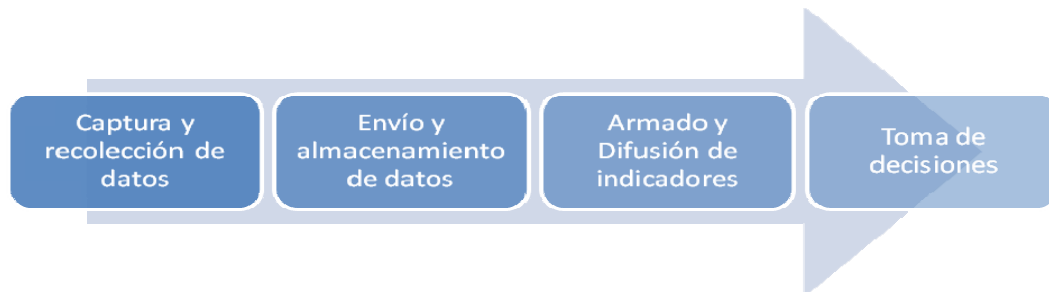 Captura y
recolección de
datos
Envío y
almacenamiento
de datos
Armado y
Difusión de
indicadores
Toma de
decisiones